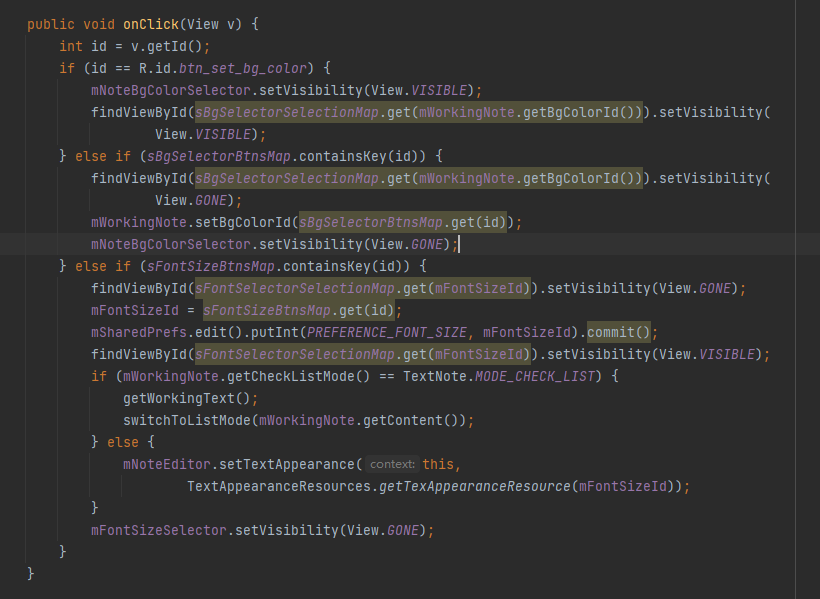 public void onClick(View v) {
    int id = v.getId();
    if (id == R.id.btn_set_bg_color) {
        mNoteBgColorSelector.setVisibility(View.VISIBLE);
        findViewById(sBgSelectorSelectionMap.get(mWorkingNote.getBgColorId())).setVisibility(
                View.VISIBLE);
    } else if (sBgSelectorBtnsMap.containsKey(id)) {
        findViewById(sBgSelectorSelectionMap.get(mWorkingNote.getBgColorId())).setVisibility(
                View.GONE);
        mWorkingNote.setBgColorId(sBgSelectorBtnsMap.get(id));
        mNoteBgColorSelector.setVisibility(View.GONE);
    } else if (sFontSizeBtnsMap.containsKey(id)) {
        findViewById(sFontSelectorSelectionMap.get(mFontSizeId)).setVisibility(View.GONE);
        mFontSizeId = sFontSizeBtnsMap.get(id);
        mSharedPrefs.edit().putInt(PREFERENCE_FONT_SIZE, mFontSizeId).commit();
        findViewById(sFontSelectorSelectionMap.get(mFontSizeId)).setVisibility(View.VISIBLE);
        if (mWorkingNote.getCheckListMode() == TextNote.MODE_CHECK_LIST) {
            getWorkingText();
            switchToListMode(mWorkingNote.getContent());
        } else {
            mNoteEditor.setTextAppearance( context: this,
                    TextAppearanceResources.getTexAppearanceResource(mFontSizeId));
        }
        mFontSizeSelector.setVisibility(View.GONE);
    }
}